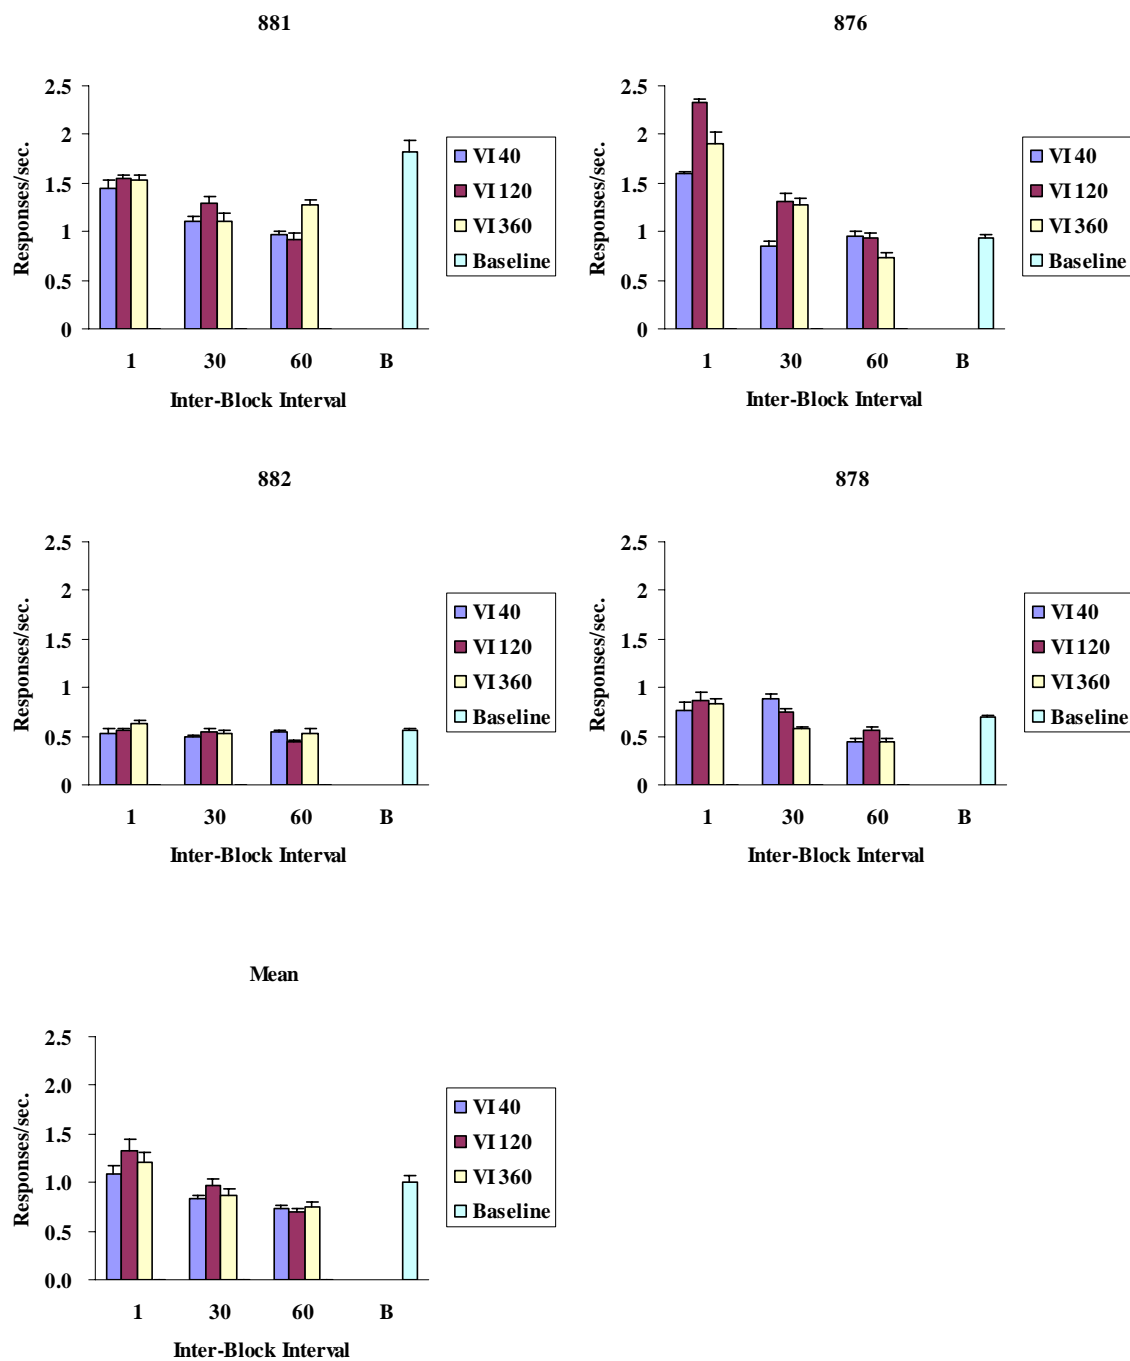 881
2.5
2
1.5
1
0.5
0
Responses/sec.
1 30 60 B
Inter-Block Interval
VI 40
VI 120
VI 360
Baseline
876
2.5
2
1.5
1
0.5
0
Responses/sec.
1 30 60 B
Inter-Block Interval
VI 40
VI 120
VI 360
Baseline
882
2.5
2
1.5
1
0.5
0
Responses/sec.
1 30 60 B
Inter-Block Interval
VI 40
VI 120
VI 360
Baseline
878
2.5
2
1.5
1
0.5
0
Responses/sec.
1 30 60 B
Inter-Block Interval
VI 40
VI 120
VI 360
Baseline
Mean
2.5
2.0
1.5
1.0
0.5
0.0
Responses/sec.
1 30 60 B
Inter-Block Interval
VI 40
VI 120
VI 360
Baseline